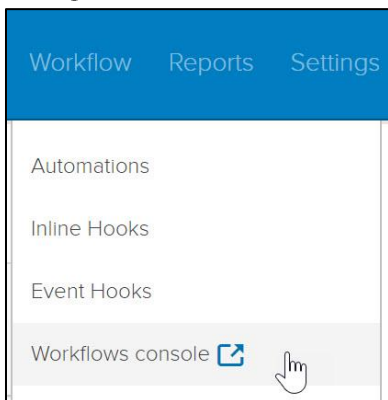 Workflow Reports Settings
Automations
Inline Hooks
Event Hooks
Workflows console